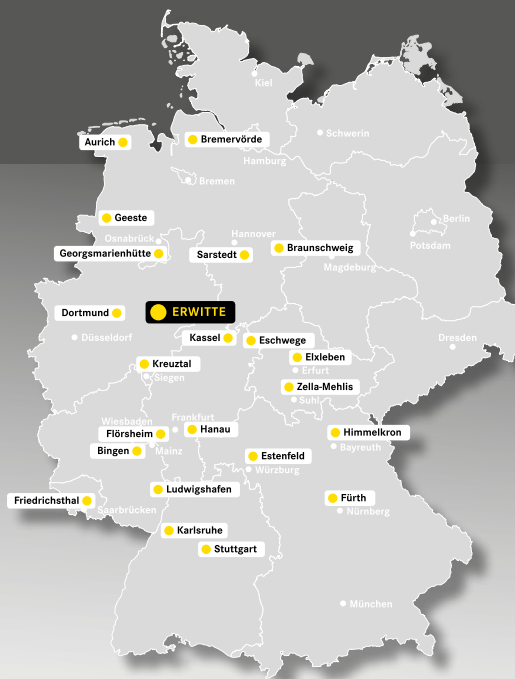 Kiel
Schwerin
Aurich
Bremervörde
Hamburg
Bremen
Geeste
Berlin
Osnabrück
Hannover
Potsdam
Georgsmarienhütte
Sarstedt
Braunschweig
Magdeburg
Dortmund
ERWITTE
Düsseldorf
Kassel
Eschwege
Dresden
Elxleben
Kreuztal
Erfurt
Siegen
Zella-Mehlis
Suhl
Wiesbaden
Frankfurt
Flörsheim
Hanau
Himmelkron
Bingen
Mainz
Bayreuth
Estenfeld
Würzburg
Ludwigshafen
Friedrichsthal
Fürth
Saarbrücken
Nürnberg
Karlsruhe
Stuttgart
München